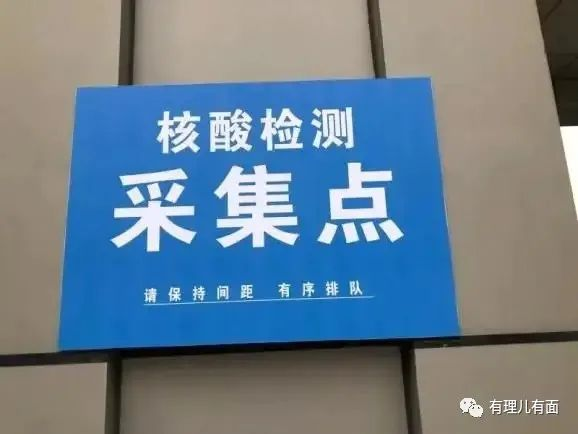 核酸检测
采集点
请保持间距 有序排队
有理儿有面